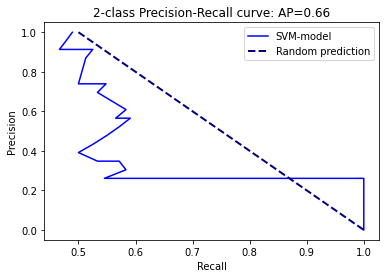 2-class Precision-Recall curve: AP=0.66
SVM-model
Random prediction
Precision
1.0
0.8
0.6
0.4
0.2
0.0
0.5 0.6 0.7 0.8 0.9 1.0
Recall